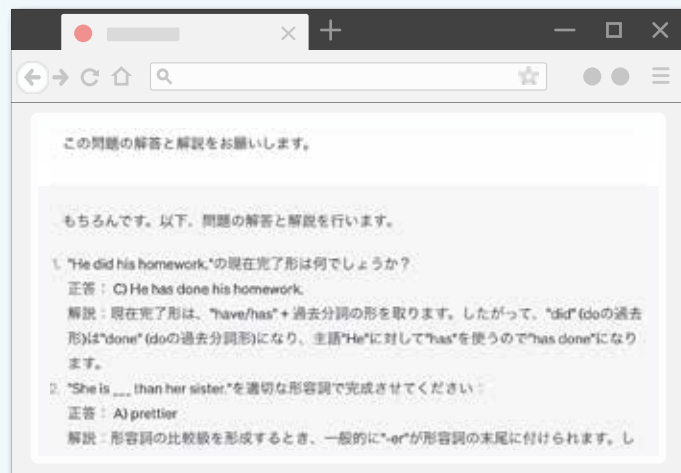 この問題の解答と解説をお願いします。
もちろんです。以下、問題の解答と解説を行います。
1. "He did his homework."の現在完了形は何でしょうか？
正答： C) He has done his homework.
解説：現在完了形は、"have/has" + 過去分詞の形を取ります。したがって、"did" (doの過去
形)は"done" (doの過去分詞形)になり、主語"He"に対して"has"を使うので"has done"になり
ます。
2. "She is ___ than her sister."を適切な形容詞で完成させてください：
正答： A) prettier
解説：形容詞の比較級を形成するとき、一般的に"-er"が形容詞の末尾に付けられます。し